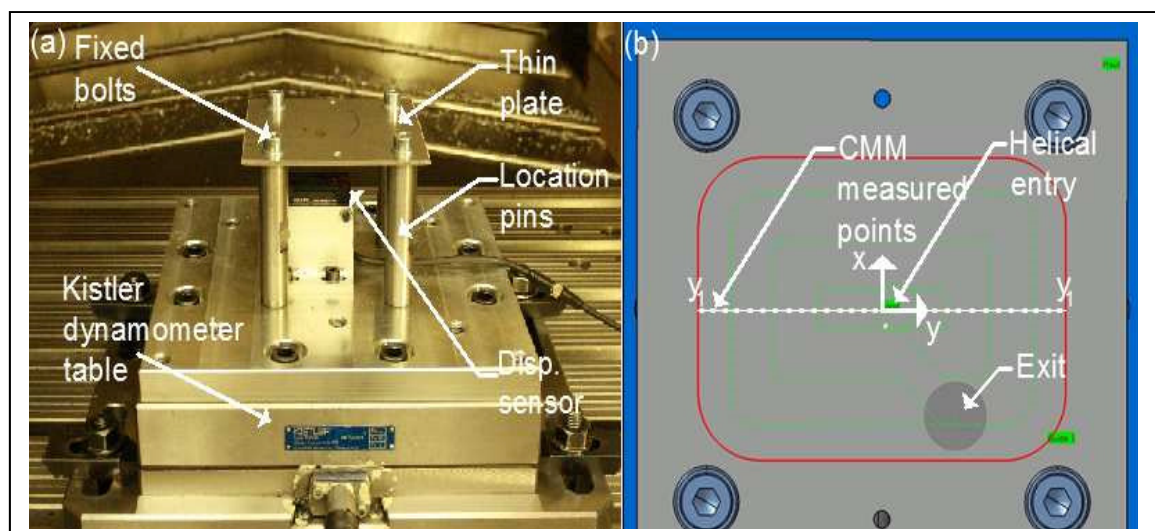 (a)
Fixed
bolts
Thin
plate
Location
pins
Kistler
dynamometer
table
Disp.
sensor
KISTLER
(b)
CMM
measured
points
Helical
entry
x
y₁
y₁
y
Exit